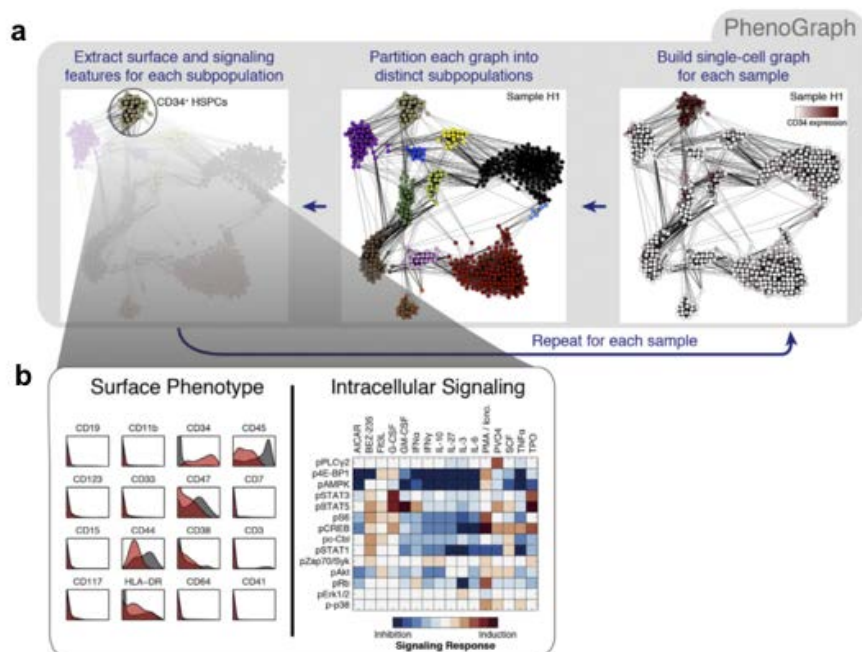 PhenoGraph
a
Extract surface and signaling
features for each subpopulation
Partition each graph into
distinct subpopulations
Build single-cell graph
for each sample
CD34+ HSPCs
Sample H1
Sample H1
CD34 expression
Repeat for each sample
b
Surface Phenotype
CD19 CD11b CD34 CD45
CD123 CD33 CD47 CD7
CD15 CD44 CD38 CD3
CD117 HLA-DR CD64 CD41
Intracellular Signaling
AICAR
BEZ-235
Flt3L
G-CSF
GM-CSF
IFNα
IFNγ
IL-10
IL-27
IL-3
IL-6
PMA / Iono.
PVO4
SCF
TNFα
TPO
pPLCγ2
p4E-BP1
pAMPK
pSTAT3
pSTAT5
pS6
pCREB
pc-Cbl
pSTAT1
pZap70/Syk
pAkt
pRb
pErk1/2
p-p38
Inhibition Induction
Signaling Response